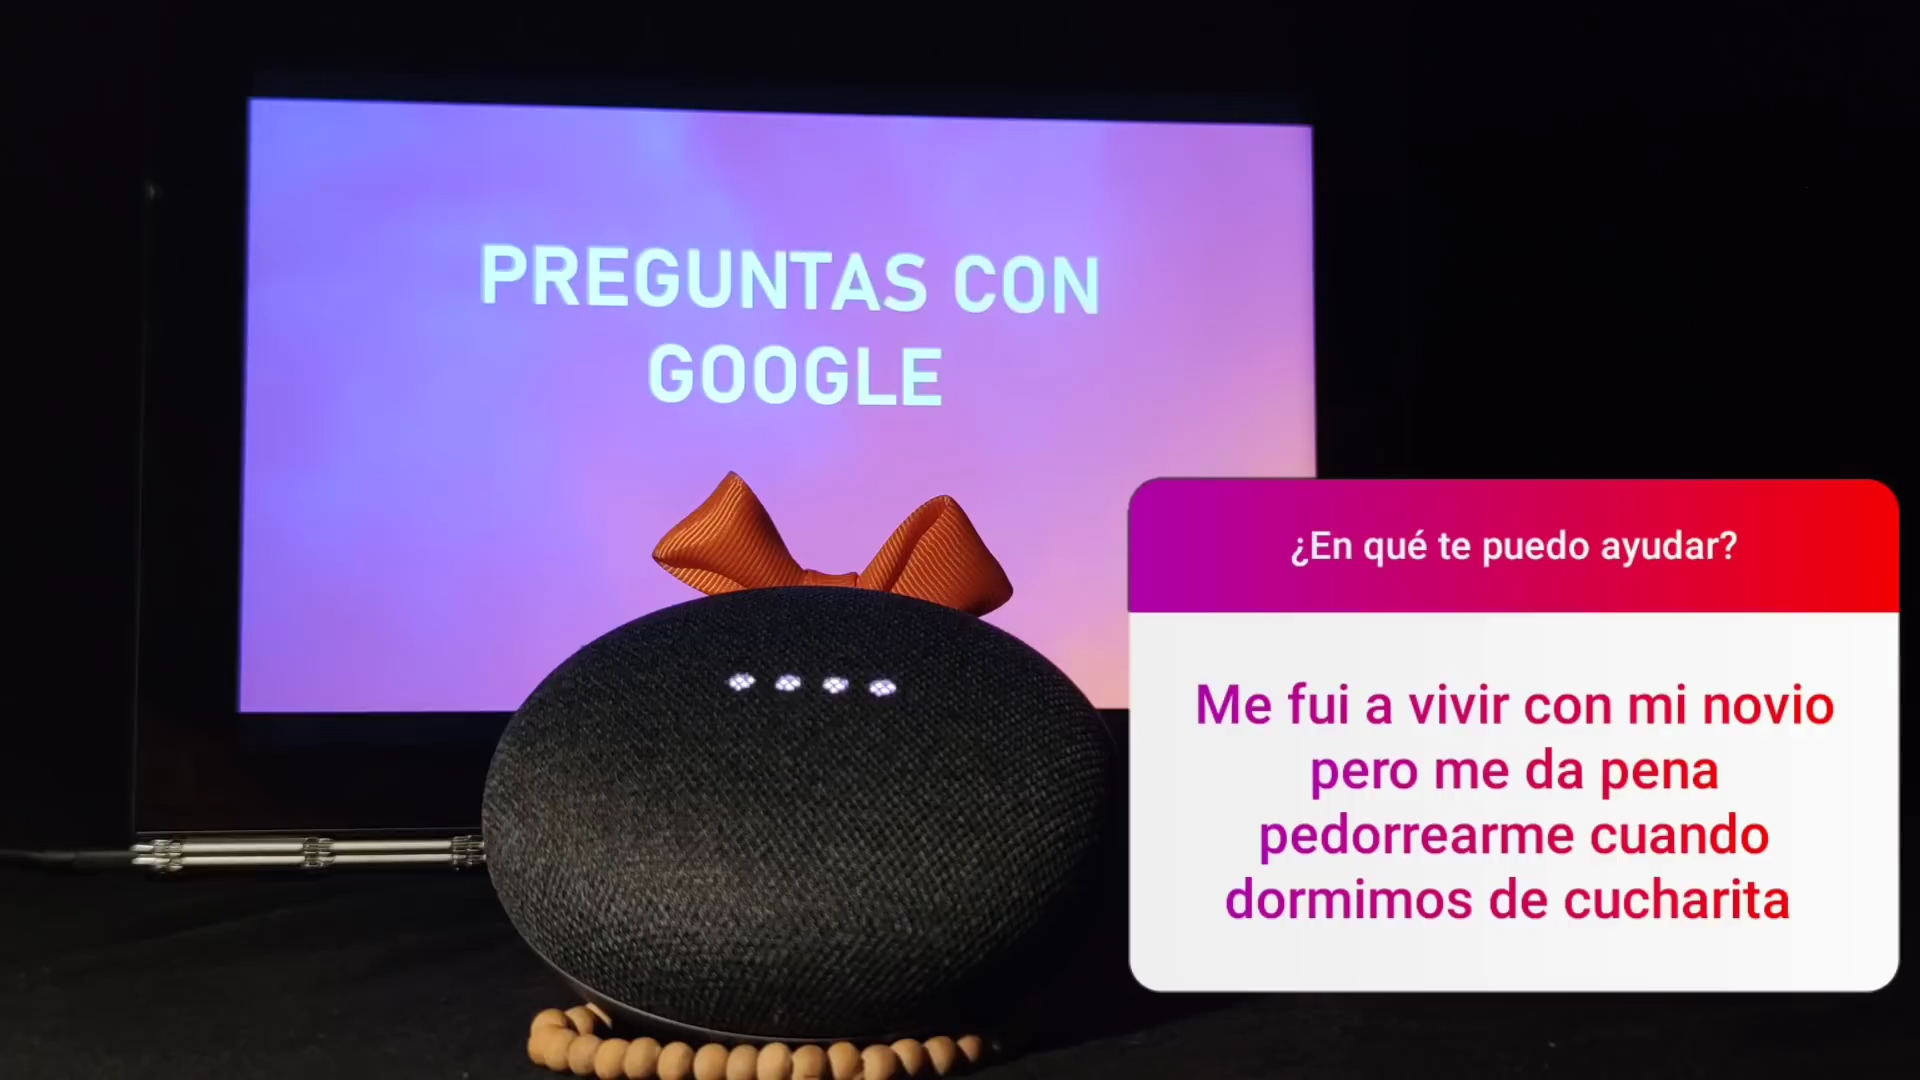 PREGUNTAS CON
GOOGLE
¿En qué te puedo ayudar?
Me fui a vivir con mi novio
pero me da pena
pedorrearme cuando
dormimos de cucharita